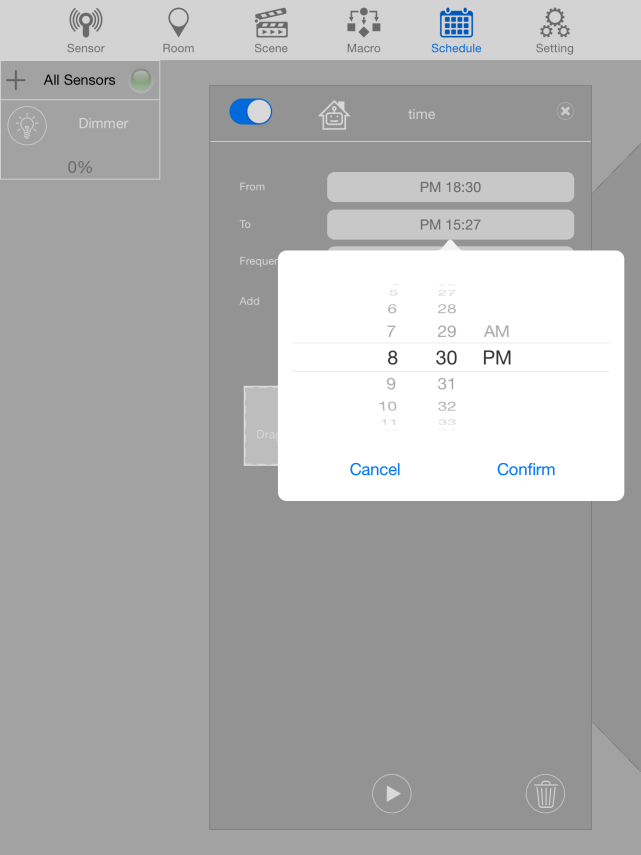 Sensor Room Scene Macro Schedule Setting
All Sensors
Dimmer
0%
time
From PM 18:30
To PM 15:27
Frequen
Add
5 27
6 28
7 29 AM
8 30 PM
9 31
10 32
11 33
Drag
Cancel Confirm